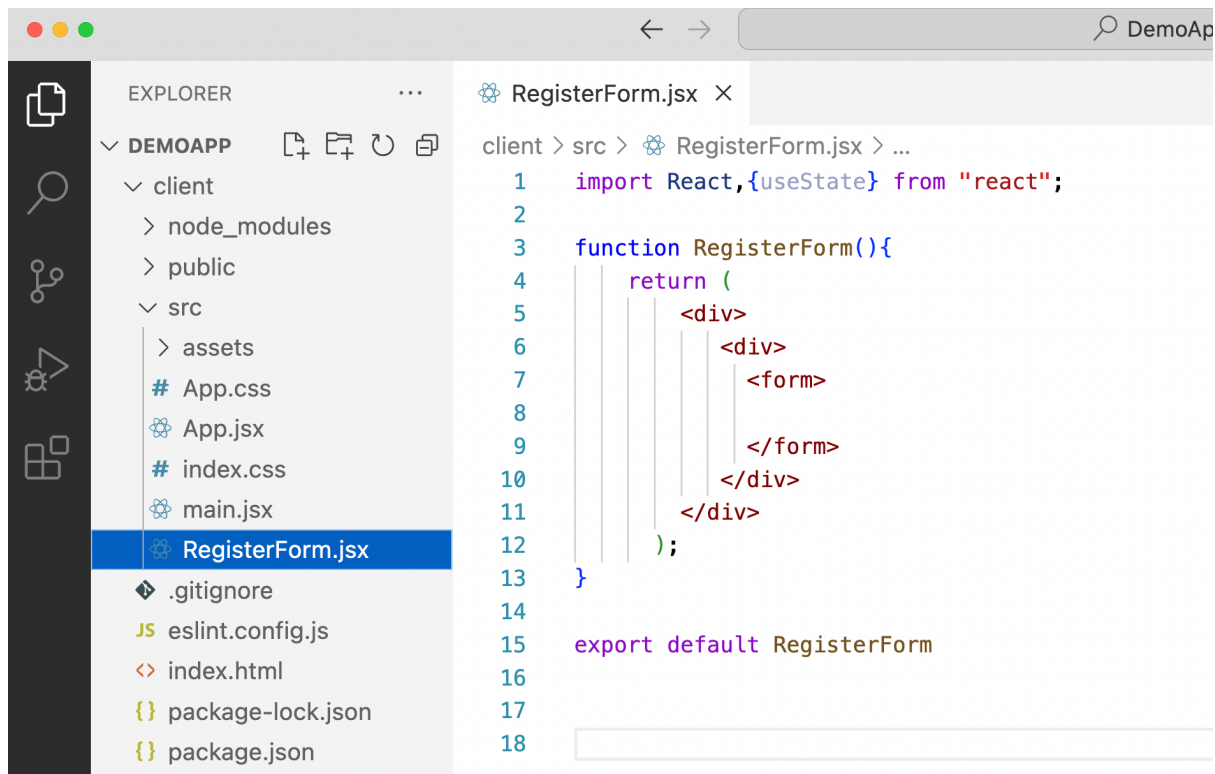 DemoAp
EXPLORER
DEMOAPP
client
node_modules
public
src
assets
# App.css
App.jsx
# index.css
main.jsx
RegisterForm.jsx
.gitignore
JS eslint.config.js
<> index.html
{} package-lock.json
{} package.json
RegisterForm.jsx
client > src > RegisterForm.jsx > ...
1 import React,{useState} from "react";
2
3 function RegisterForm(){
4 return (
5 <div>
6 <div>
7 <form>
8
9 </form>
10 </div>
11 </div>
12 );
13 }
14
15 export default RegisterForm
16
17
18